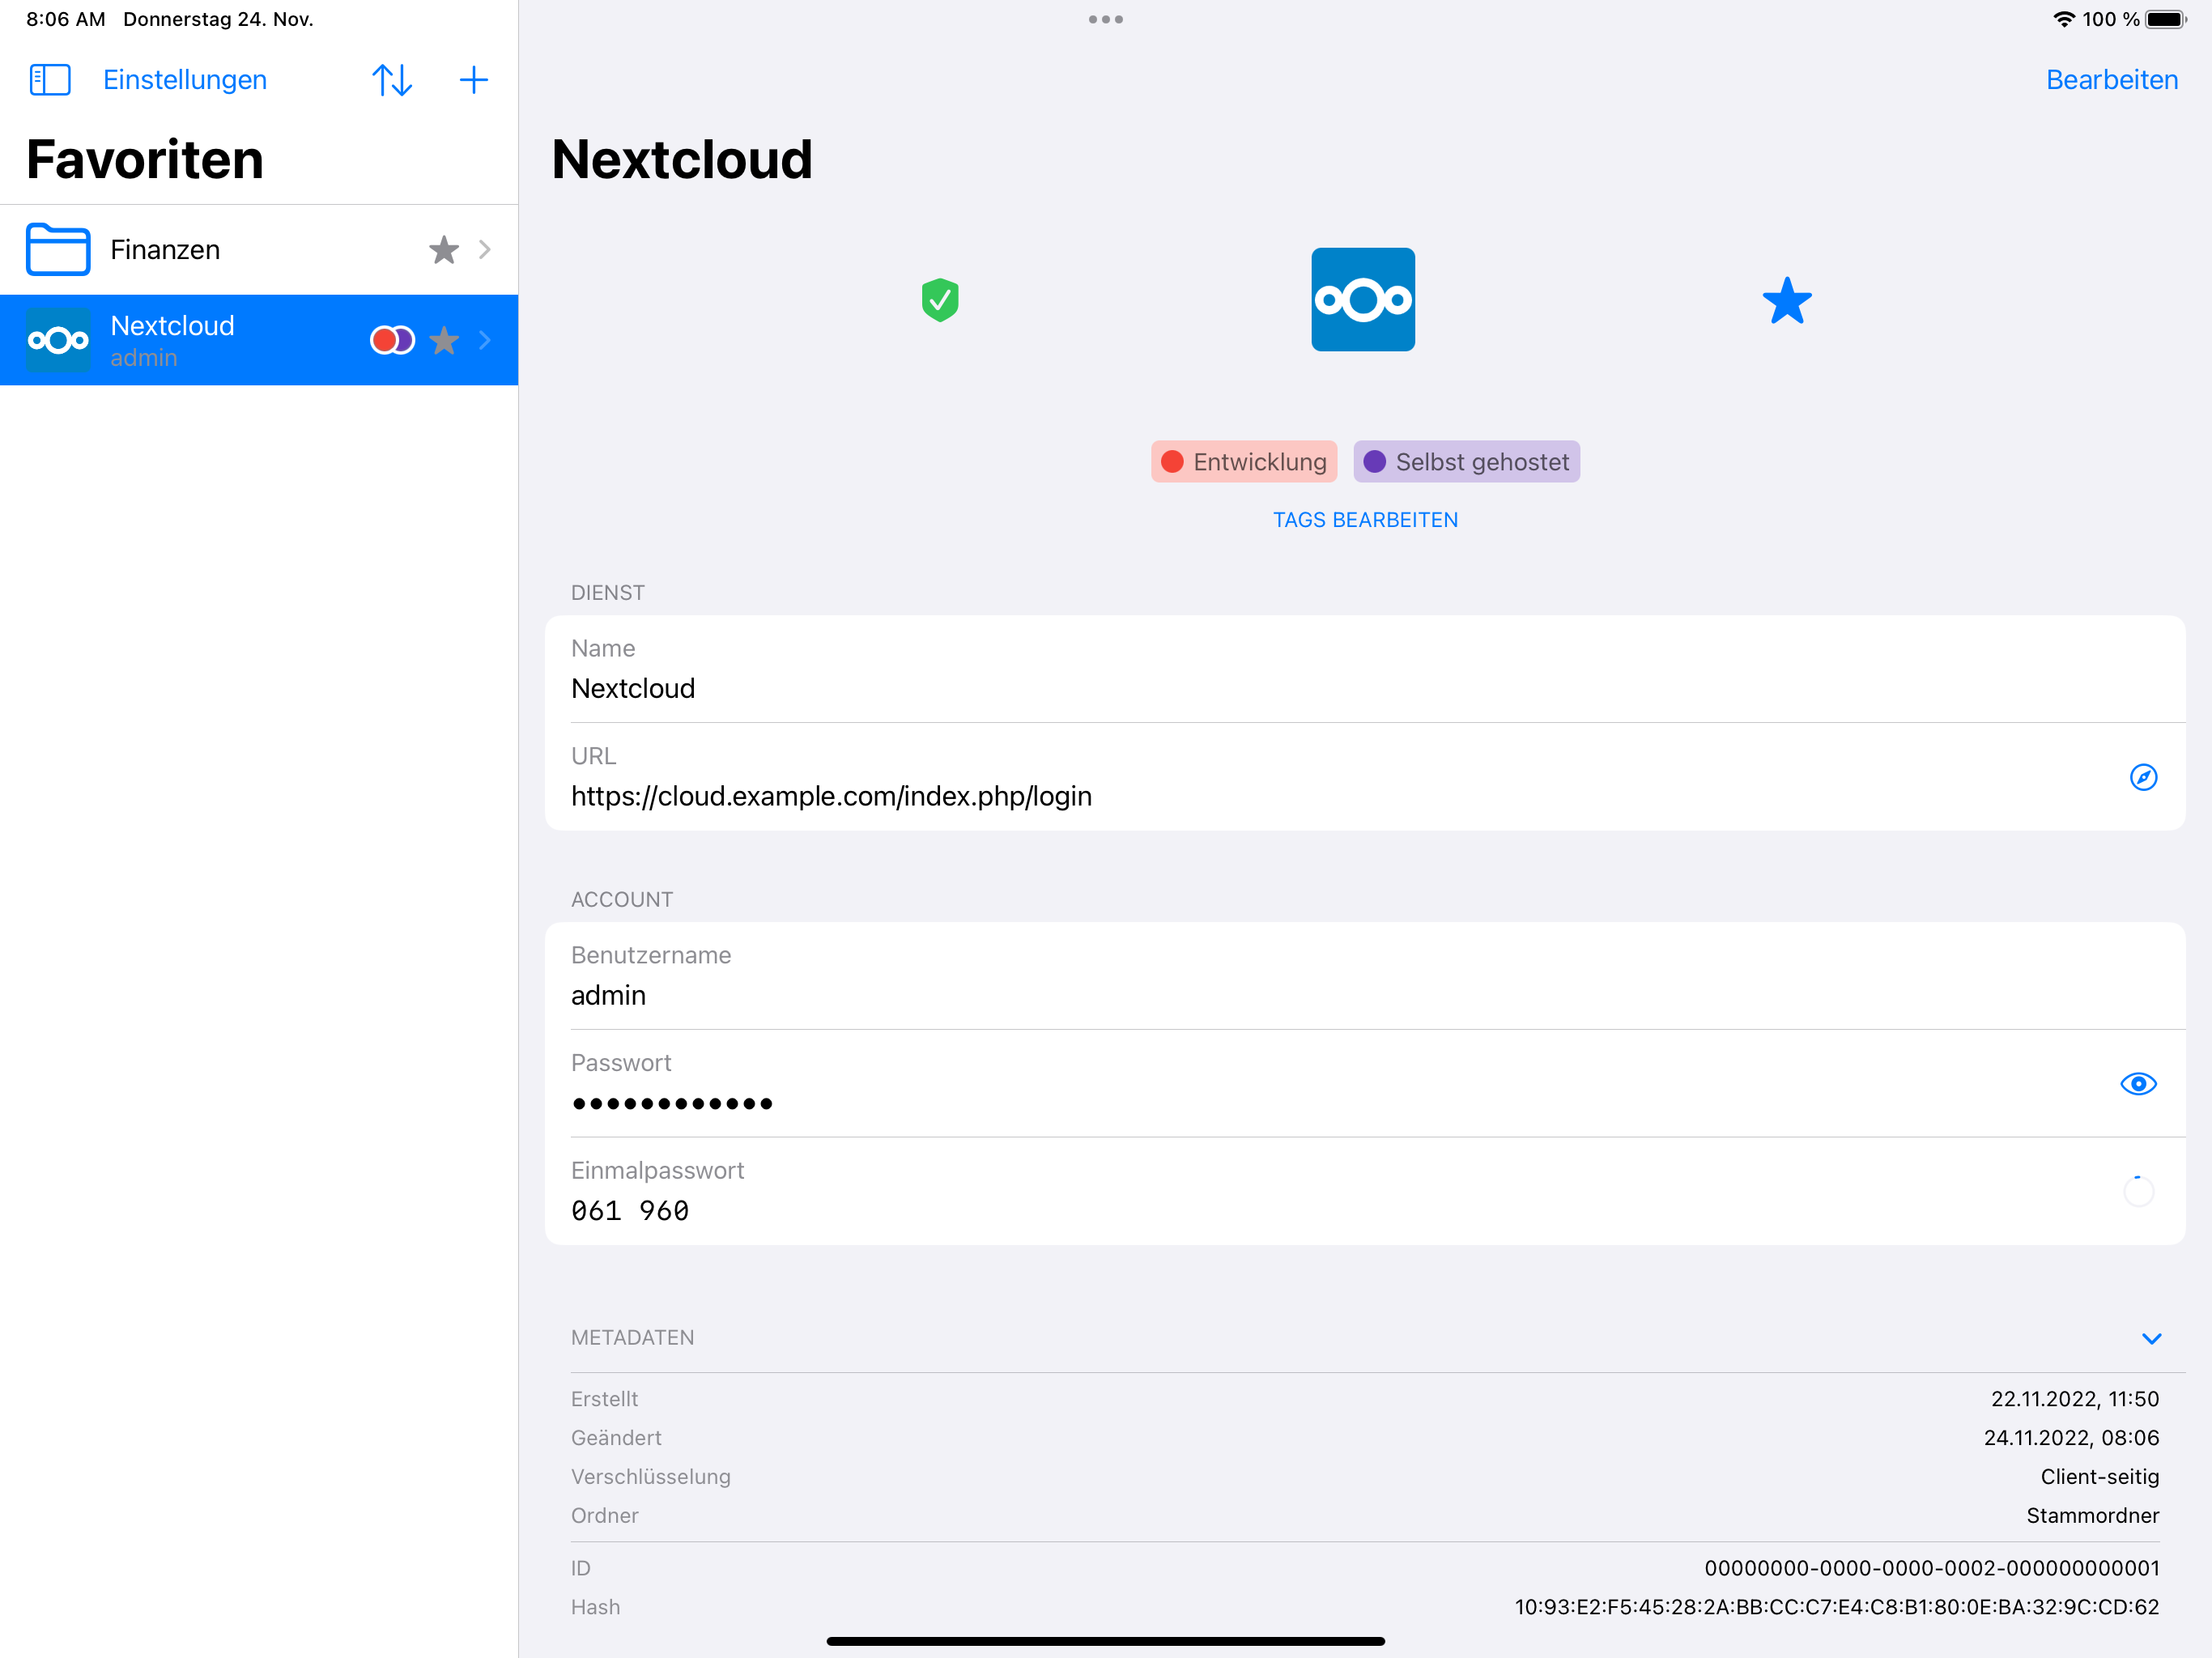 8:06 AM Donnerstag 24. Nov.
100 %
Einstellungen
Bearbeiten
Favoriten
Finanzen
Nextcloud
admin
Nextcloud
Entwicklung
Selbst gehostet
TAGS BEARBEITEN
DIENST
Name
Nextcloud
URL
https://cloud.example.com/index.php/login
ACCOUNT
Benutzername
admin
Passwort
••••••••••••
Einmalpasswort
061 960
METADATEN
Erstellt 22.11.2022, 11:50
Geändert 24.11.2022, 08:06
Verschlüsselung Client-seitig
Ordner Stammordner
ID 00000000-0000-0000-0002-000000000001
Hash 10:93:E2:F5:45:28:2A:BB:CC:C7:E4:C8:B1:80:0E:BA:32:9C:CD:62